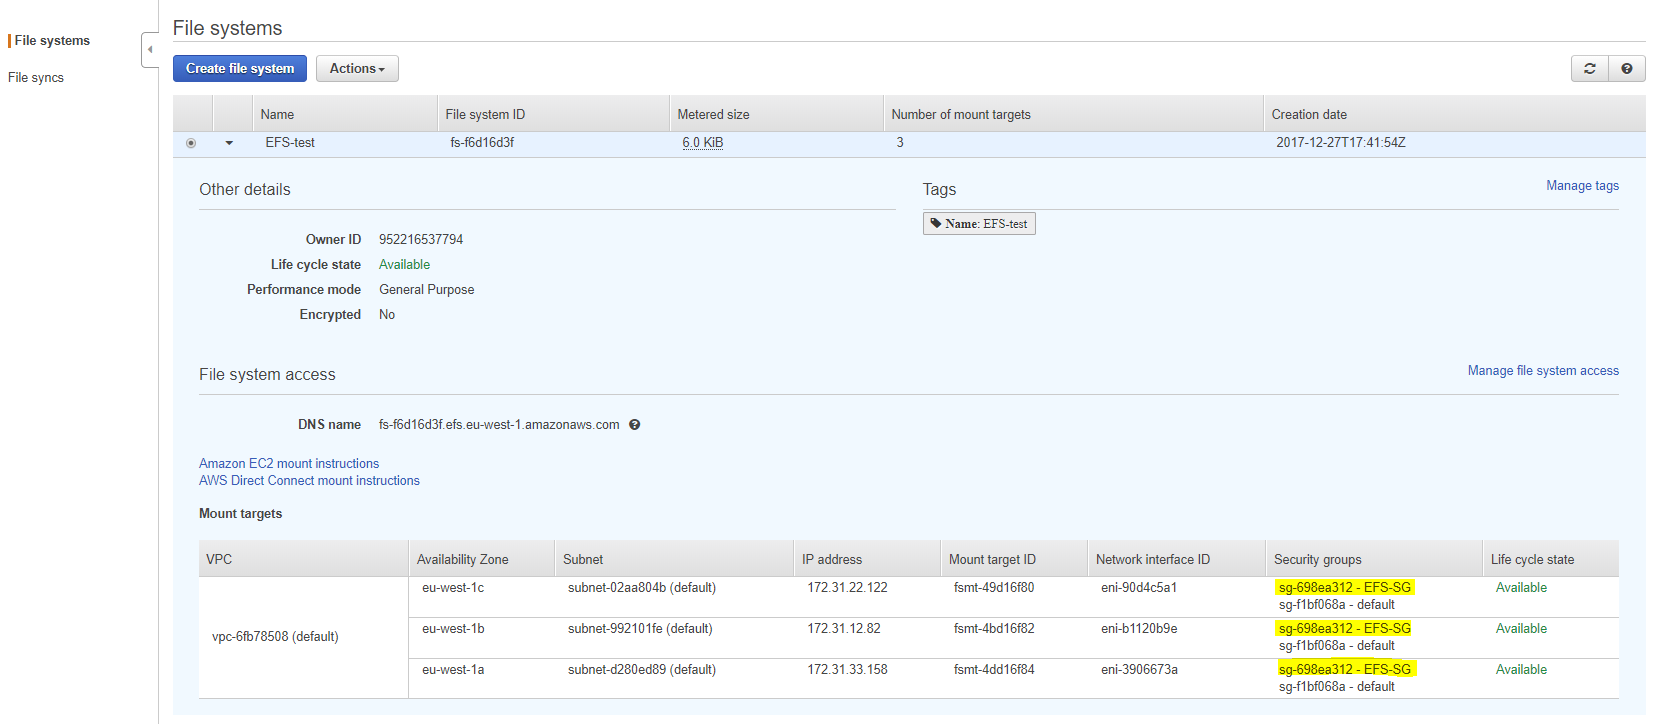 File systems
File syncs
File systems
Create file system Actions
Name File system ID Metered size Number of mount targets Creation date
EFS-test fs-f6d16d3f 6.0 KiB 3 2017-12-27T17:41:54Z
Other details
Owner ID 952216537794
Life cycle state Available
Performance mode General Purpose
Encrypted No
Tags Manage tags
Name: EFS-test
File system access Manage file system access
DNS name fs-f6d16d3f.efs.eu-west-1.amazonaws.com
Amazon EC2 mount instructions
AWS Direct Connect mount instructions
Mount targets
VPC Availability Zone Subnet IP address Mount target ID Network interface ID Security groups Life cycle state
vpc-6fb78508 (default)
eu-west-1c subnet-02aa804b (default) 172.31.22.122 fsmt-49d16f80 eni-90d4c5a1 sg-698ea312 - EFS-SG Available
sg-f1bf068a - default
eu-west-1b subnet-992101fe (default) 172.31.12.82 fsmt-4bd16f82 eni-b1120b9e sg-698ea312 - EFS-SG Available
sg-f1bf068a - default
eu-west-1a subnet-d280ed89 (default) 172.31.33.158 fsmt-4dd16f84 eni-3906673a sg-698ea312 - EFS-SG Available
sg-f1bf068a - default